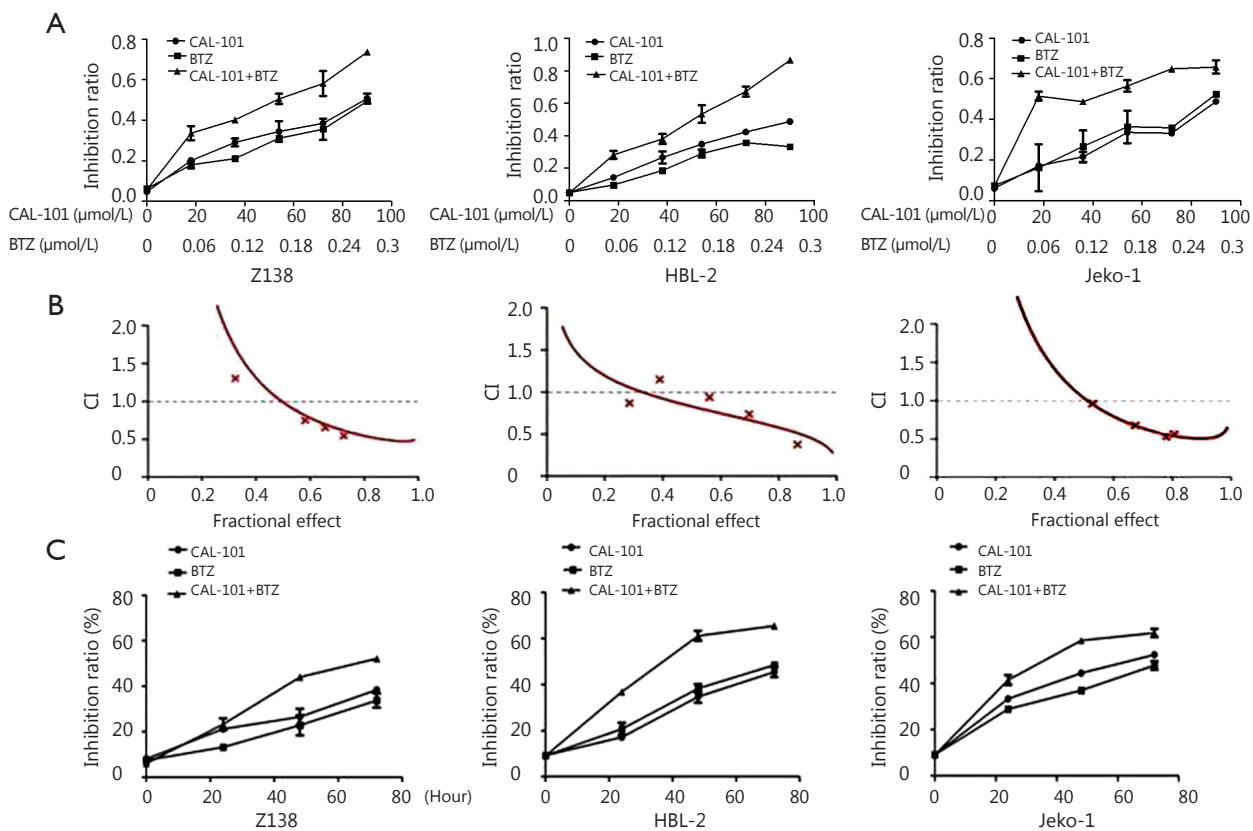 A
Inhibition ratio
0.8
0.6
0.4
0.2
0.0
CAL-101
BTZ
CAL-101+BTZ
0 20 40 60 80 100
CAL-101 (μmol/L)
BTZ (μmol/L) 0 0.06 0.12 0.18 0.24 0.3
Z138
Inhibition ratio
1.0
0.8
0.6
0.4
0.2
0.0
CAL-101
BTZ
CAL-101+BTZ
0 20 40 60 80 100
CAL-101 (μmol/L)
BTZ (μmol/L) 0 0.06 0.12 0.18 0.24 0.3
HBL-2
Inhibition ratio
0.8
0.6
0.4
0.2
0.0
CAL-101
BTZ
CAL-101+BTZ
0 20 40 60 80 100
CAL-101 (μmol/L)
BTZ (μmol/L) 0 0.06 0.12 0.18 0.24 0.3
Jeko-1
B
CI
2.0
1.5
1.0
0.5
0
0 0.2 0.4 0.6 0.8 1.0
Fractional effect
CI
2.0
1.5
1.0
0.5
0
0 0.2 0.4 0.6 0.8 1.0
Fractional effect
CI
2.0
1.5
1.0
0.5
0
0 0.2 0.4 0.6 0.8 1.0
Fractional effect
C
CAL-101
BTZ
CAL-101+BTZ
Inhibition ratio (%)
80
60
40
20
0
0 20 40 60 80 (Hour)
Z138
CAL-101
BTZ
CAL-101+BTZ
Inhibition ratio (%)
80
60
40
20
0
0 20 40 60 80
HBL-2
CAL-101
BTZ
CAL-101+BTZ
Inhibition ratio (%)
80
60
40
20
0
0 20 40 60 80
Jeko-1